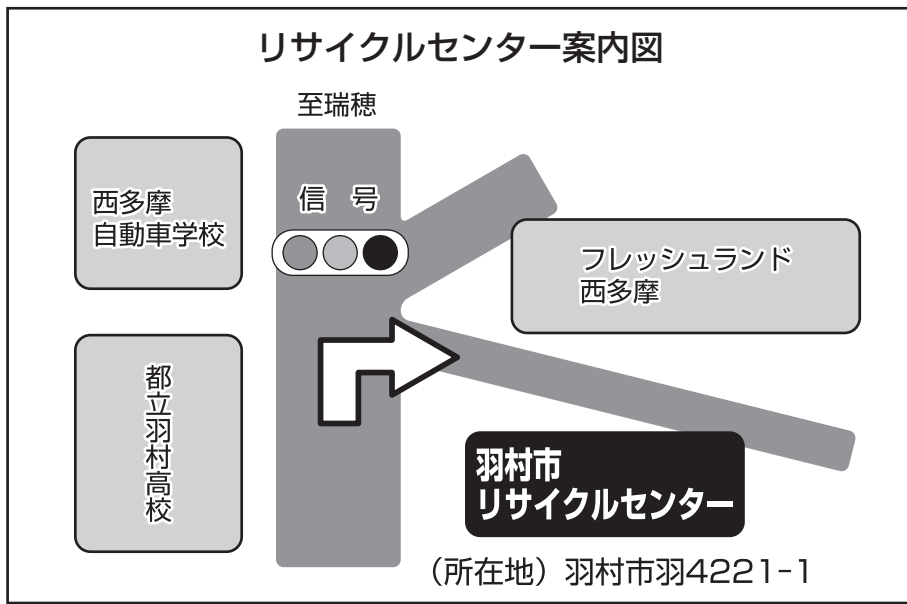 リサイクルセンター案内図
至瑞穂
信　号
西多摩
自動車学校
フレッシュランド
西多摩
都立羽村高校
羽村市
リサイクルセンター
（所在地）羽村市羽4221-1